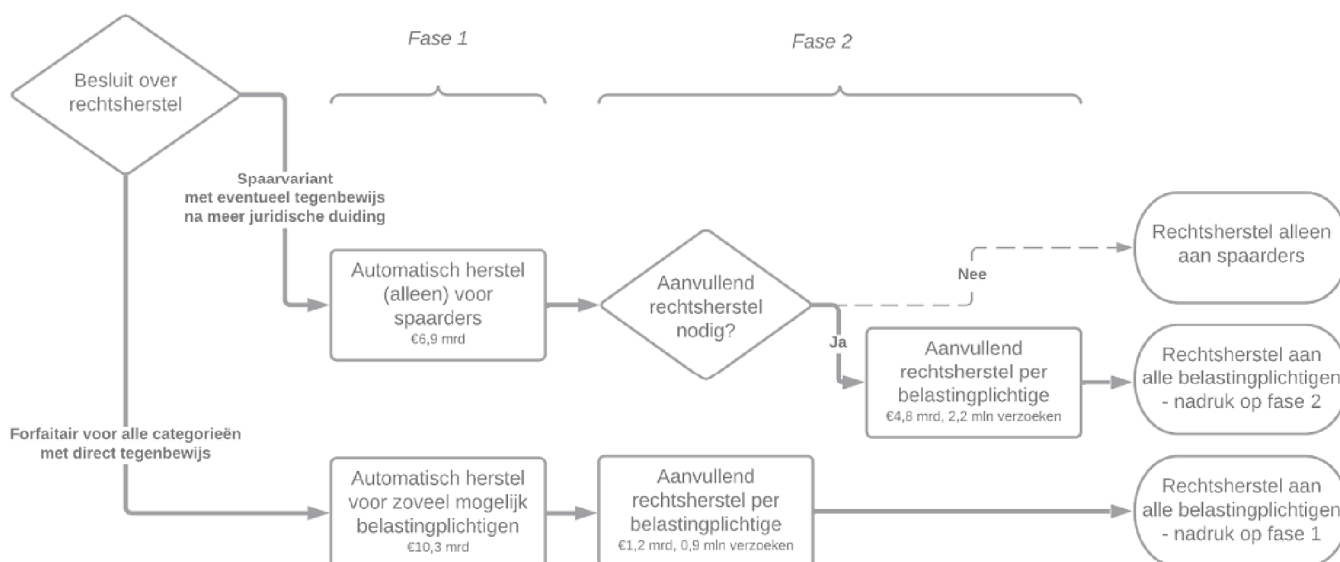 Fase 1
Fase 2
Besluit over
rechtsherstel
Spaarvariant
met eventueel tegenbewijs
na meer juridische duiding
Automatisch herstel
(alleen) voor
spaarders
€6,9 mrd
Aanvullend
rechtsherstel
nodig?
Nee
Rechtsherstel alleen
aan spaarders
Ja
Aanvullend
rechtsherstel per
belastingplichtige
€4,8 mrd, 2,2 mln verzoeken
Rechtsherstel aan
alle belastingplichtigen
- nadruk op fase 2
Forfaitair voor alle categorieën
met direct tegenbewijs
Automatisch herstel
voor zoveel mogelijk
belastingplichtigen
€10,3 mrd
Aanvullend
rechtsherstel per
belastingplichtige
€1,2 mrd, 0,9 mln verzoeken
Rechtsherstel aan
alle belastingplichtigen
- nadruk op fase 1